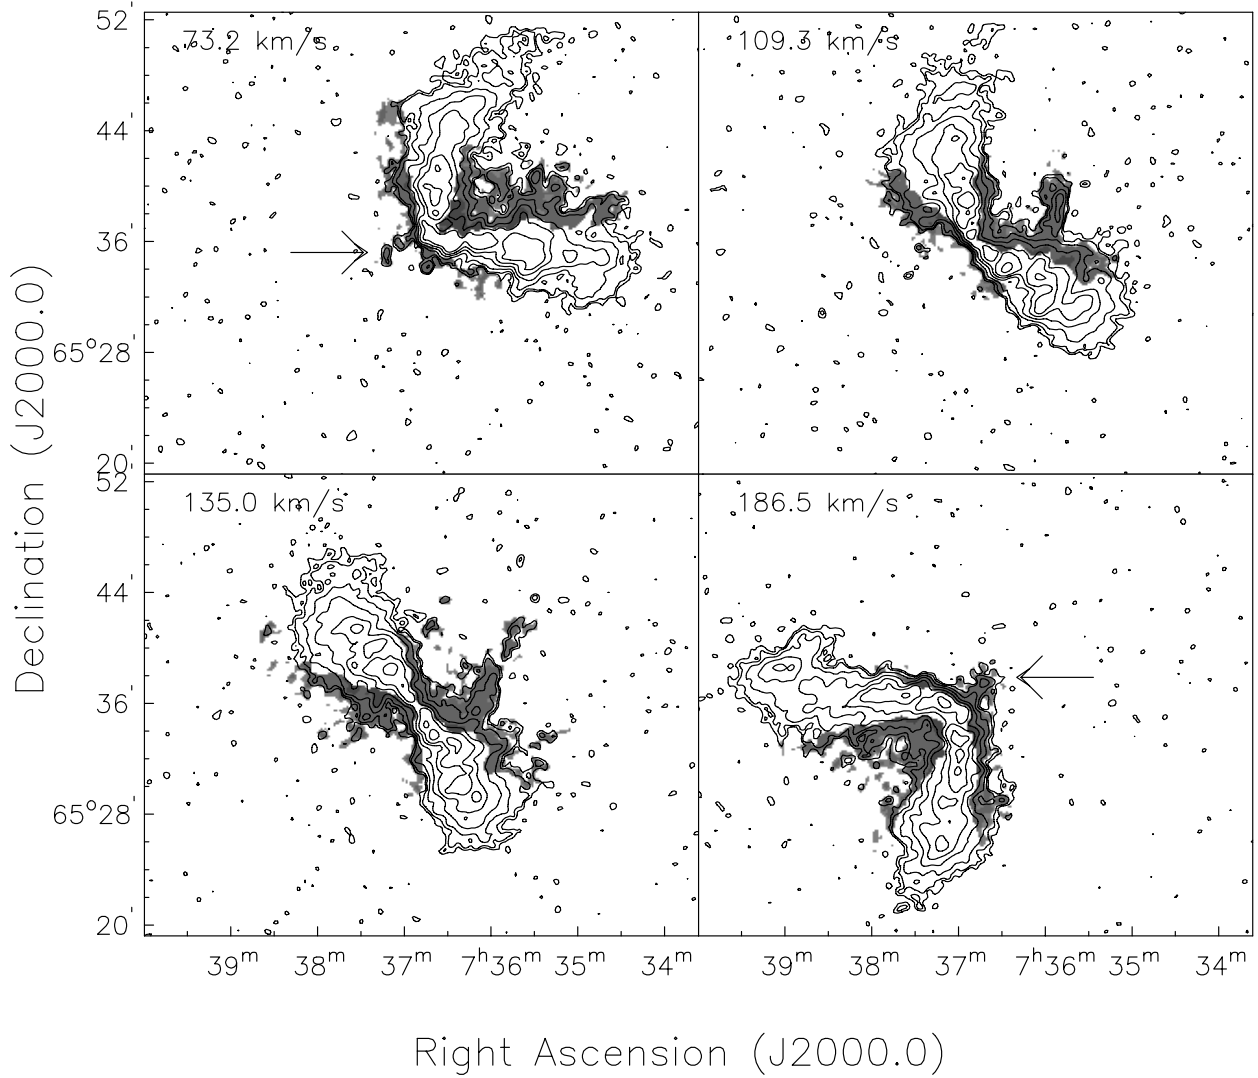 73.2 km/s
109.3 km/s
135.0 km/s
186.5 km/s
52'
44'
36'
65°28'
20'
52'
44'
36'
65°28'
20'
39m 38m 37m 7h36m 35m 34m
39m 38m 37m 7h36m 35m 34m
Declination (J2000.0)
Right Ascension (J2000.0)